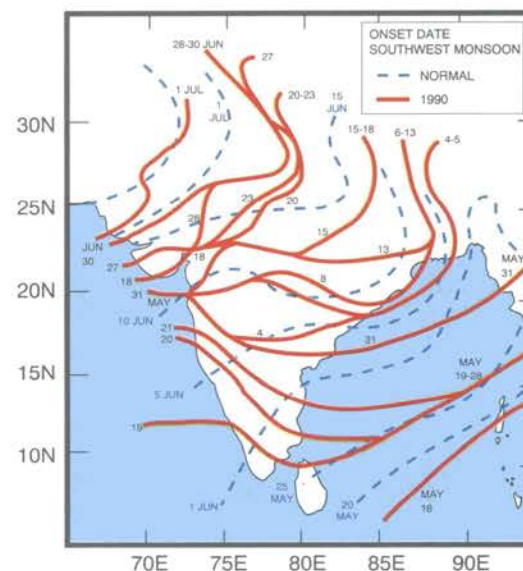 28-30 JUN
27
ONSET DATE
SOUTHWEST MONSOON
NORMAL
1990
1 JUL
1
JUL
20-23
15
JUN
15-18
6-13
4-5
30N
25N
20N
15N
10N
28
23
20
15
13
JUN
30
27
18
18
31
MAY
10 JUN
21
20
8
4
31
MAY
31
5 JUN
MAY
19-28
19
1 JUN
25
MAY
20
MAY
MAY
18
70E
75E
80E
85E
90E